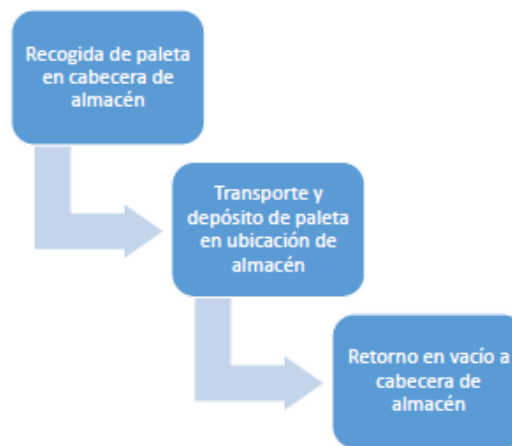 Recogida de paleta
en cabecera de
almacén
Transporte y
depósito de paleta
en ubicación de
almacén
Retorno en vacío a
cabecera de
almacén